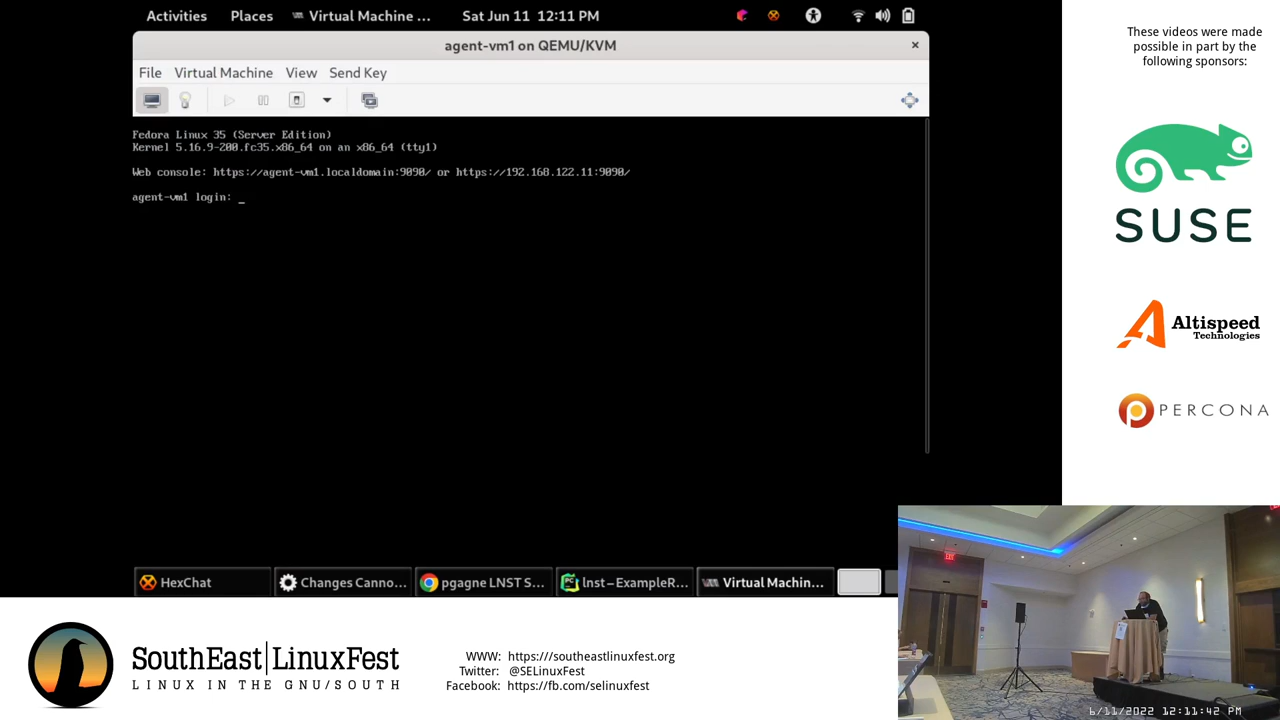 Activities Places Virtual Machine ... Sat Jun 11 12:11 PM
agent-vm1 on QEMU/KVM
File Virtual Machine View Send Key
Fedora Linux 35 (Server Edition)
Kernel 5.16.9-200.fc35.x86_64 on an x86_64 (tty1)
Web console: https://agent-vm1.localdomain:9090/ or https://192.168.122.11:9090/
agent-vm1 login: _
HexChat
Changes Canno...
pgagne LNST S...
lnst – ExampleR...
Virtual Machin...
These videos were made
possible in part by the
following sponsors:
SUSE
Altispeed
Technologies
PERCONA
EXIT
6/11/2022 12:11:42 PM
SouthEast LinuxFest
LINUX IN THE GNU/SOUTH
WWW: https:///southeastlinuxfest.org
Twitter: @SELinuxFest
Facebook: https://fb.com/selinuxfest